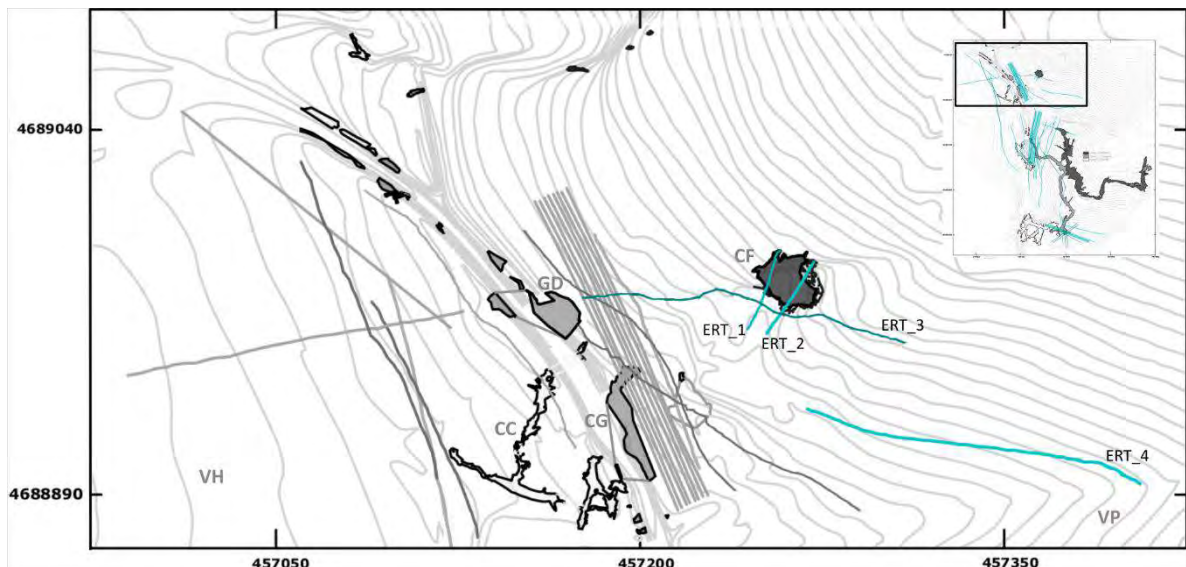 4689040
CF
GD
ERT_1
ERT_2
ERT_3
CC
CG
ERT_4
VH
4688890
VP
457050
457200
457350